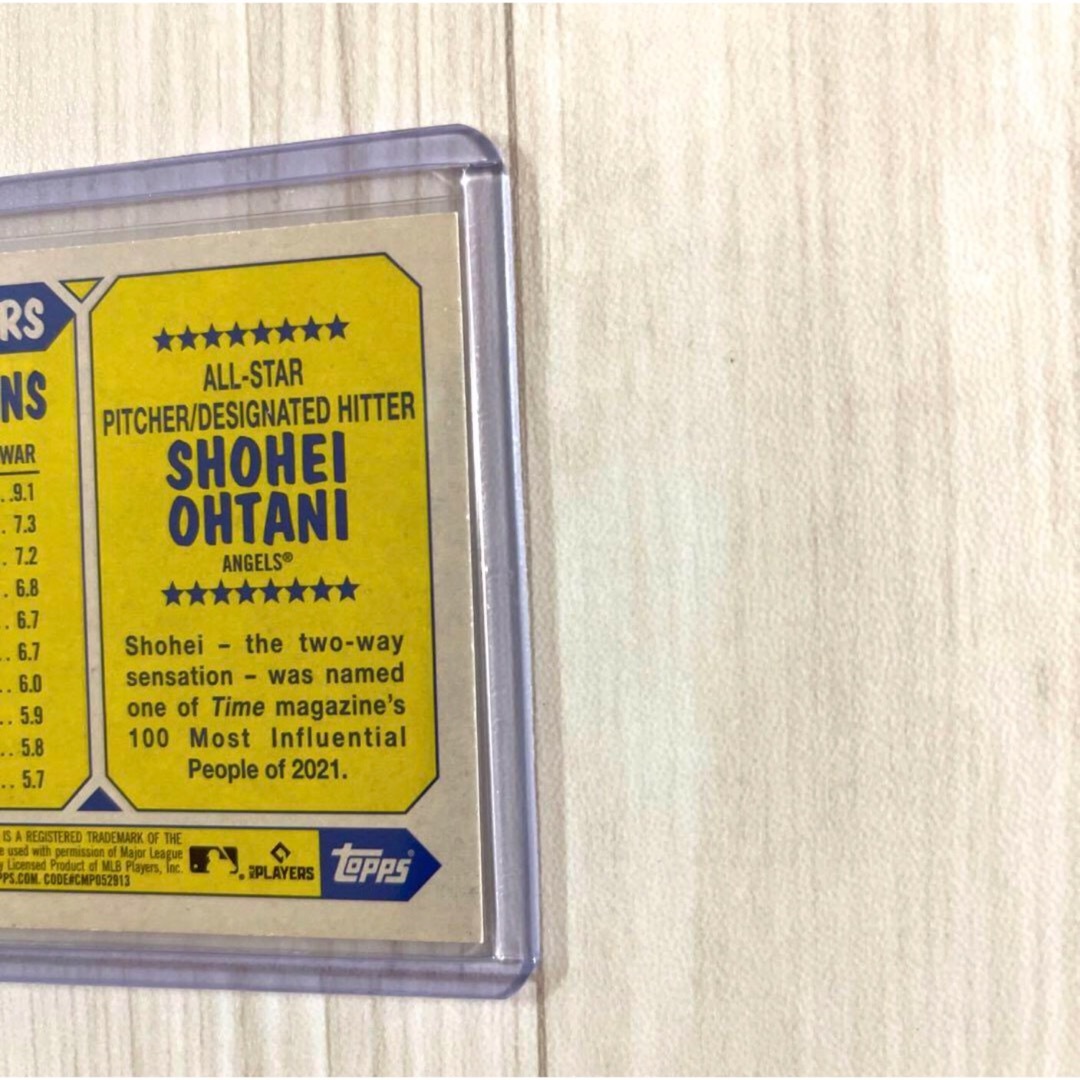 RS
NS
WAR
. .9.1
. 7.3
. 7.2
. 6.8
. 6.7
. . 6.7
. . 6.0
. . 5.9
. . 5.8
. . 5.7
★★★★★★★★
ALL-STAR
PITCHER/DESIGNATED HITTER
SHOHEI
OHTANI
ANGELS®
★★★★★★★★
Shohei – the two-way
sensation – was named
one of Time magazine's
100 Most Influential
People of 2021.
IS A REGISTERED TRADEMARK OF THE
e used with permission of Major League
y Licensed Product of MLB Players, Inc.
PPS.COM. CODE#CMP052913
PLAYERS
topps®